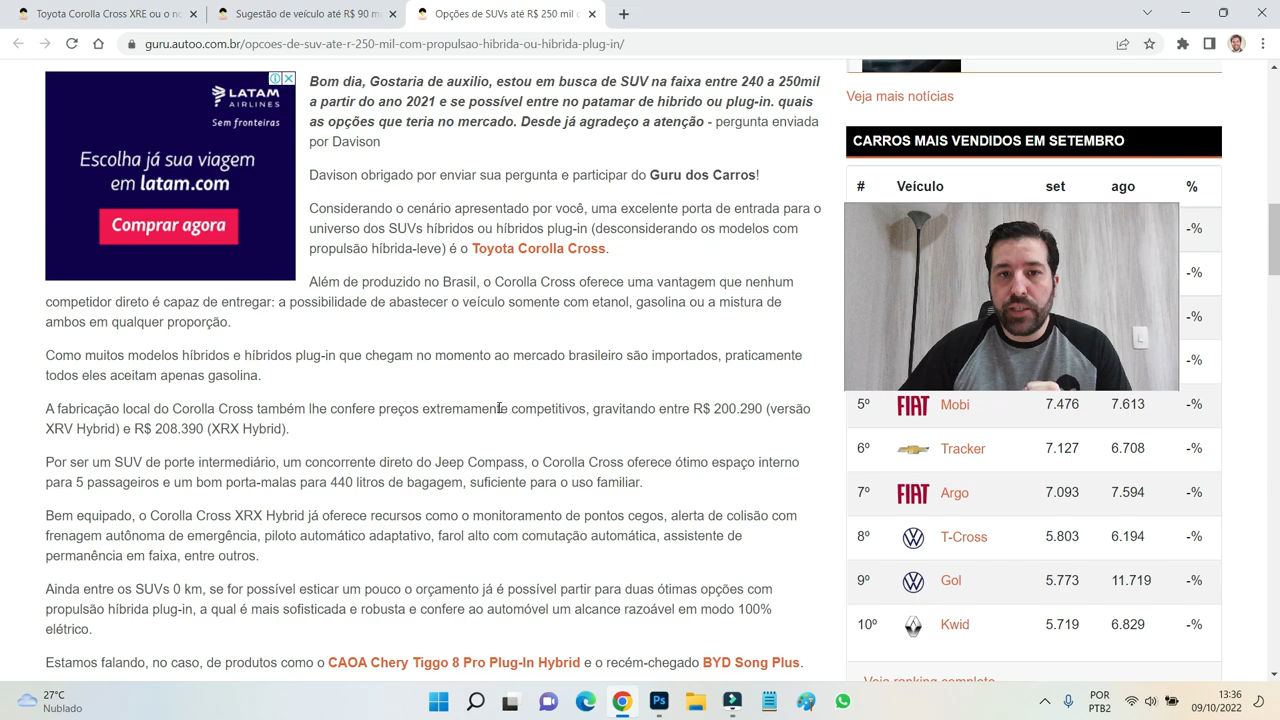 Toyota Corolla Cross XRE ou o no
Sugestão de veículo até R$ 90 mi
Opções de SUVs até R$ 250 mil c
guru.autoo.com.br/opcoes-de-suv-ate-r-250-mil-com-propulsao-hibrida-ou-hibrida-plug-in/
LATAM
AIRLINES
Sem fronteiras
Escolha já sua viagem
em latam.com
Comprar agora
Bom dia, Gostaria de auxilio, estou em busca de SUV na faixa entre 240 a 250mil
a partir do ano 2021 e se possível entre no patamar de hibrido ou plug-in. quais
as opções que teria no mercado. Desde já agradeço a atenção - pergunta enviada
por Davison
Davison obrigado por enviar sua pergunta e participar do Guru dos Carros!
Considerando o cenário apresentado por você, uma excelente porta de entrada para o
universo dos SUVs híbridos ou híbridos plug-in (desconsiderando os modelos com
propulsão híbrida-leve) é o Toyota Corolla Cross.
Além de produzido no Brasil, o Corolla Cross oferece uma vantagem que nenhum
competidor direto é capaz de entregar: a possibilidade de abastecer o veículo somente com etanol, gasolina ou a mistura de
ambos em qualquer proporção.
Como muitos modelos híbridos e híbridos plug-in que chegam no momento ao mercado brasileiro são importados, praticamente
todos eles aceitam apenas gasolina.
A fabricação local do Corolla Cross também lhe confere preços extremamente competitivos, gravitando entre R$ 200.290 (versão
XRV Hybrid) e R$ 208.390 (XRX Hybrid).
Por ser um SUV de porte intermediário, um concorrente direto do Jeep Compass, o Corolla Cross oferece ótimo espaço interno
para 5 passageiros e um bom porta-malas para 440 litros de bagagem, suficiente para o uso familiar.
Bem equipado, o Corolla Cross XRX Hybrid já oferece recursos como o monitoramento de pontos cegos, alerta de colisão com
frenagem autônoma de emergência, piloto automático adaptativo, farol alto com comutação automática, assistente de
permanência em faixa, entre outros.
Ainda entre os SUVs 0 km, se for possível esticar um pouco o orçamento já é possível partir para duas ótimas opções com
propulsão híbrida plug-in, a qual é mais sofisticada e robusta e confere ao automóvel um alcance razoável em modo 100%
elétrico.
Estamos falando, no caso, de produtos como o CAOA Chery Tiggo 8 Pro Plug-In Hybrid e o recém-chegado BYD Song Plus.
Veja mais notícias
CARROS MAIS VENDIDOS EM SETEMBRO
# Veículo set ago %
-%
-%
-%
-%
5º FIAT Mobi 7.476 7.613 -%
6º Tracker 7.127 6.708 -%
7º FIAT Argo 7.093 7.594 -%
8º T-Cross 5.803 6.194 -%
9º Gol 5.773 11.719 -%
10º Kwid 5.719 6.829 -%
Veja ranking completo
27°C
Nublado
Ps
POR
PTB2
13:36
09/10/2022